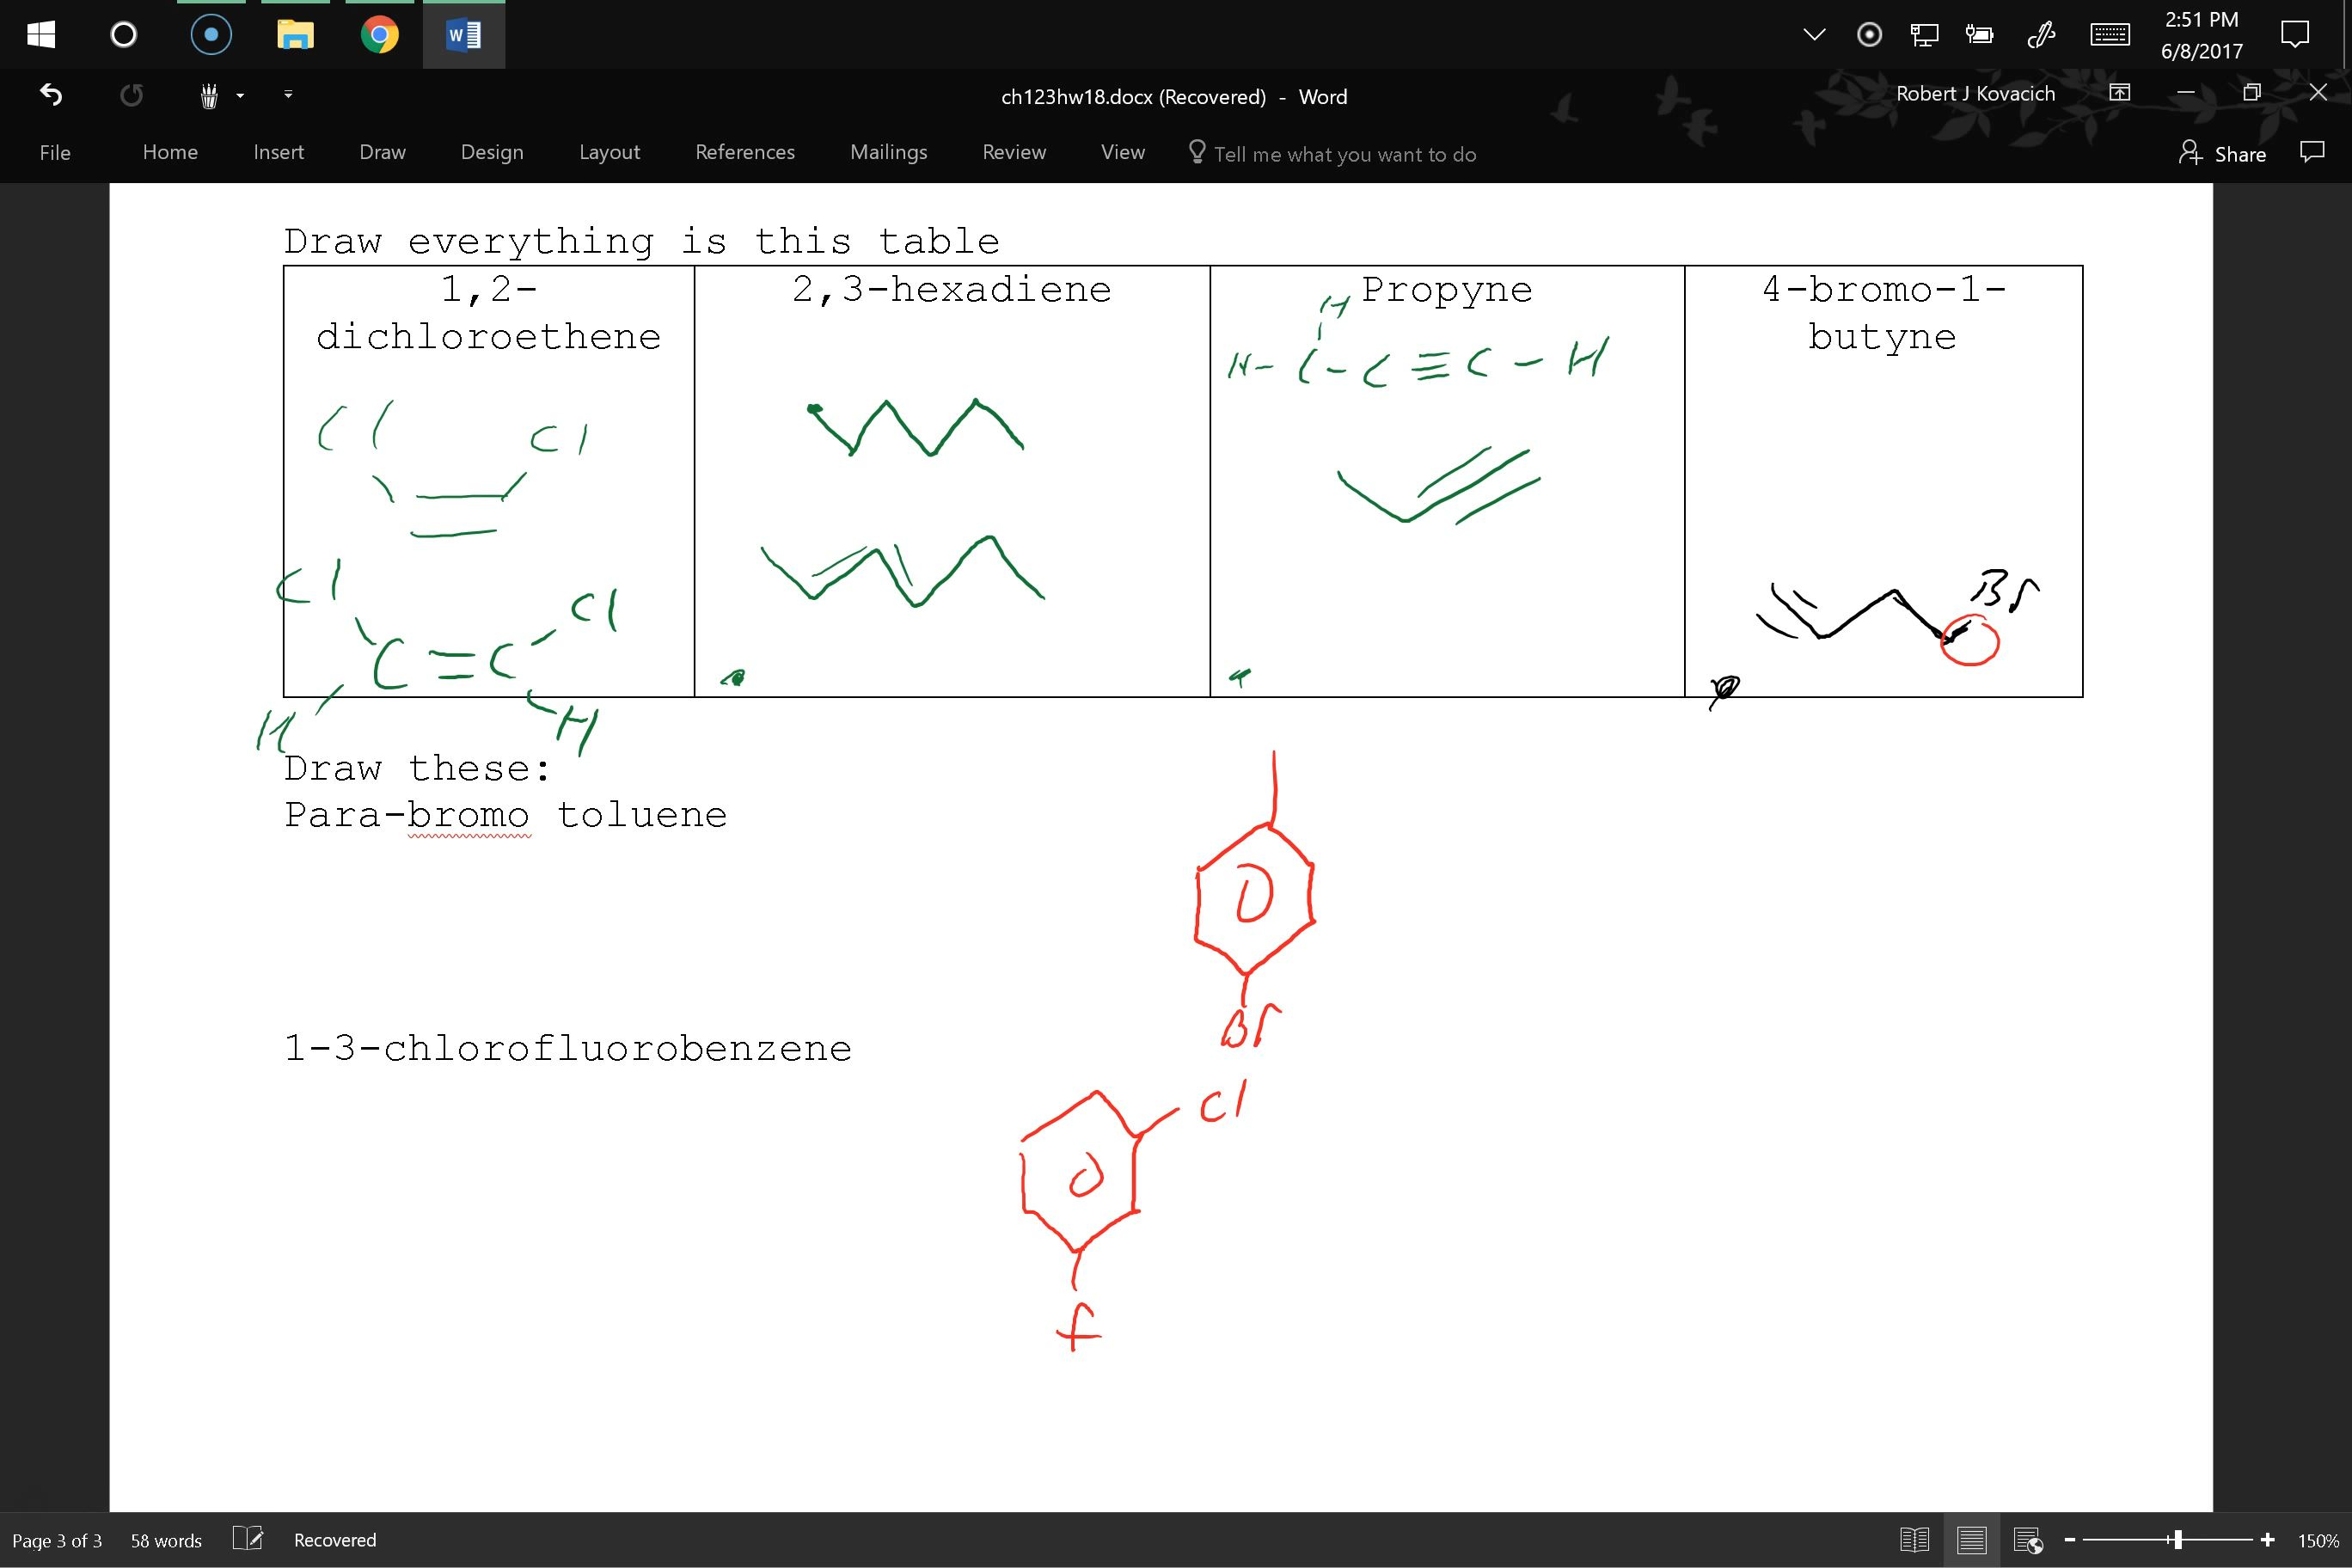 2:51 PM
6/8/2017
ch123hw18.docx (Recovered) - Word
Robert J Kovacich
File Home Insert Draw Design Layout References Mailings Review View Tell me what you want to do Share
Draw everything is this table
1,2-
dichloroethene
2,3-hexadiene
Propyne
4-bromo-1-
butyne
H
H-C-C≡C-H
Cl Cl
Cl Cl
C=C
H H
Br
Draw these:
Para-bromo toluene
Br
1-3-chlorofluorobenzene
Cl
F
Page 3 of 3 58 words Recovered 150%